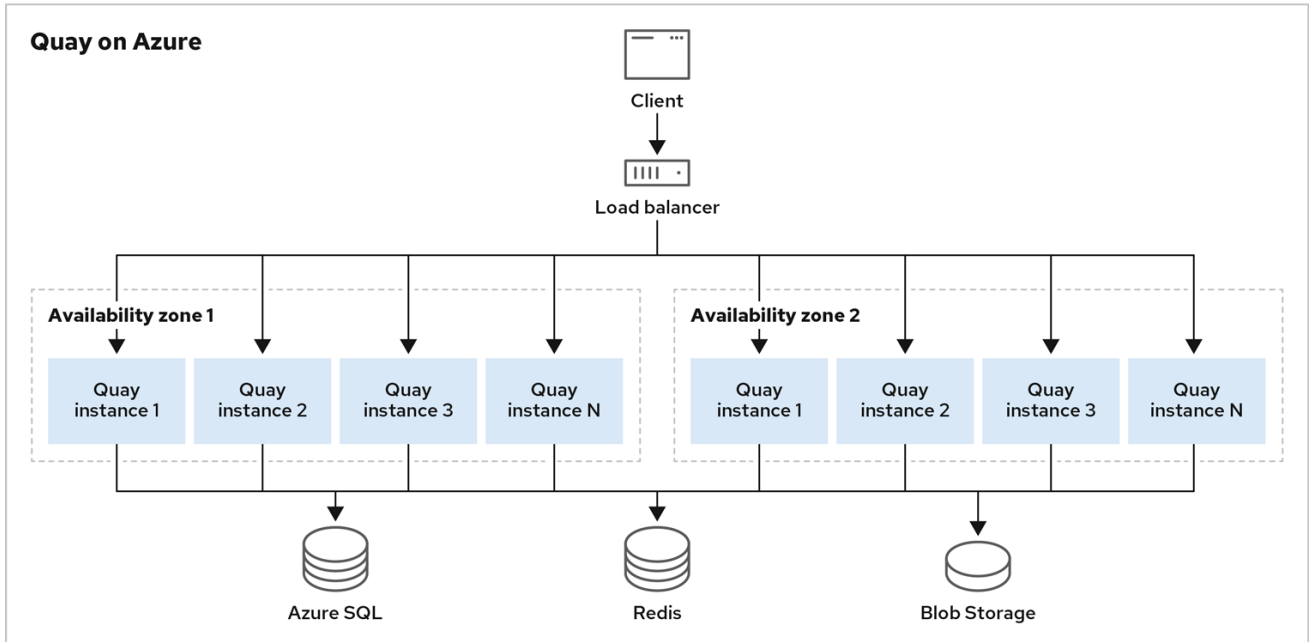 Quay on Azure
Client
Load balancer
Availability zone 1
Availability zone 2
Quay
instance 1
Quay
instance 2
Quay
instance 3
Quay
instance N
Quay
instance 1
Quay
instance 2
Quay
instance 3
Quay
instance N
Azure SQL
Redis
Blob Storage